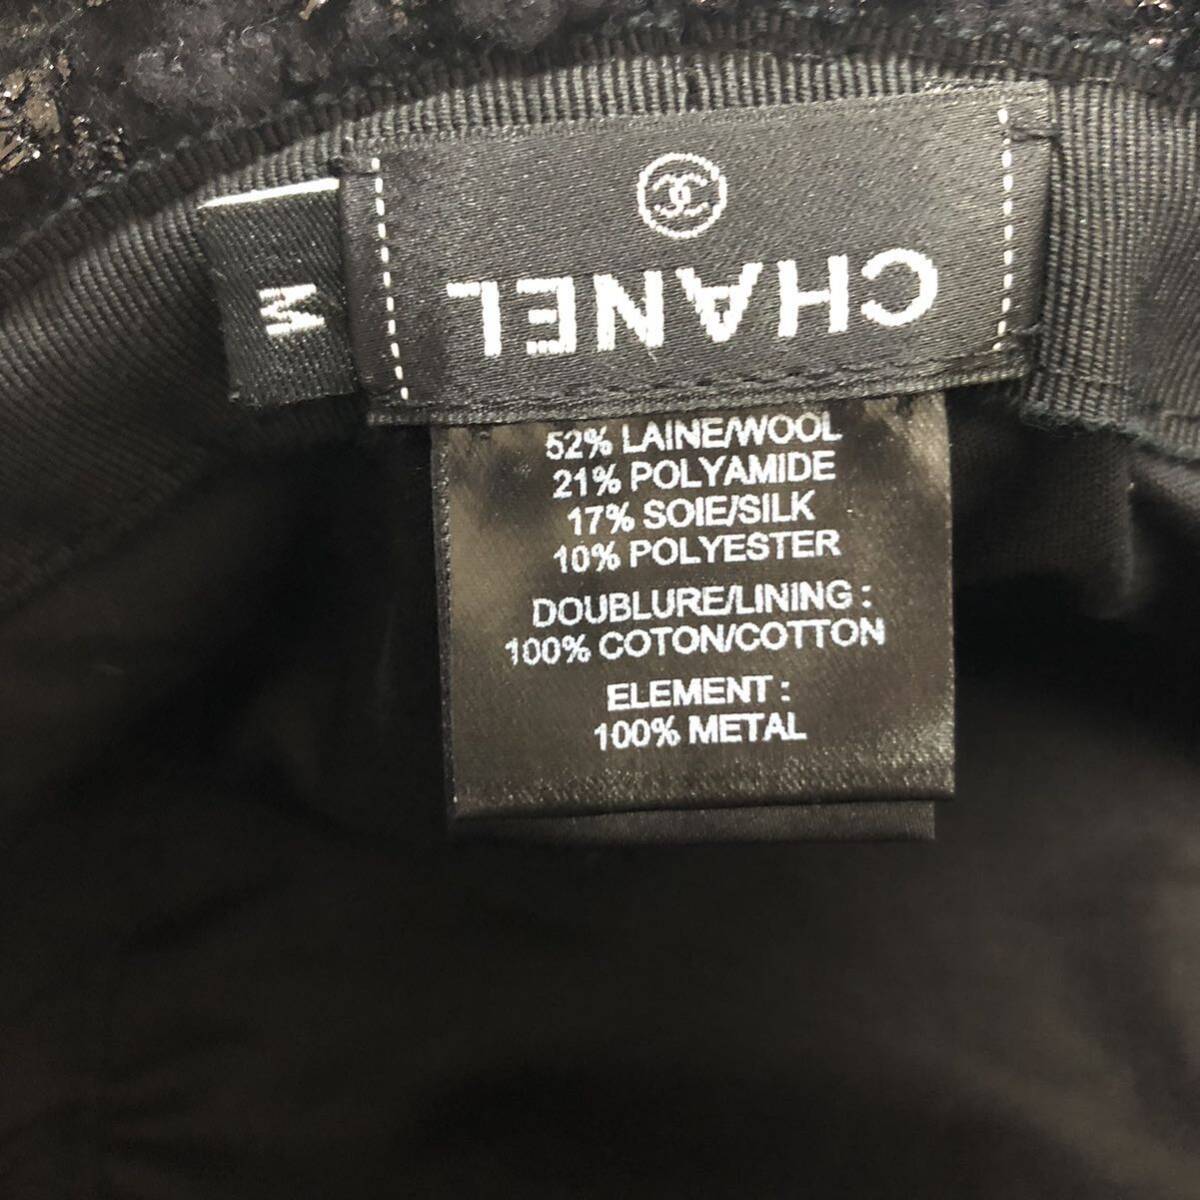 CHANEL
M
52% LAINE/WOOL
21% POLYAMIDE
17% SOIE/SILK
10% POLYESTER
DOUBLURE/LINING :
100% COTON/COTTON
ELEMENT :
100% METAL